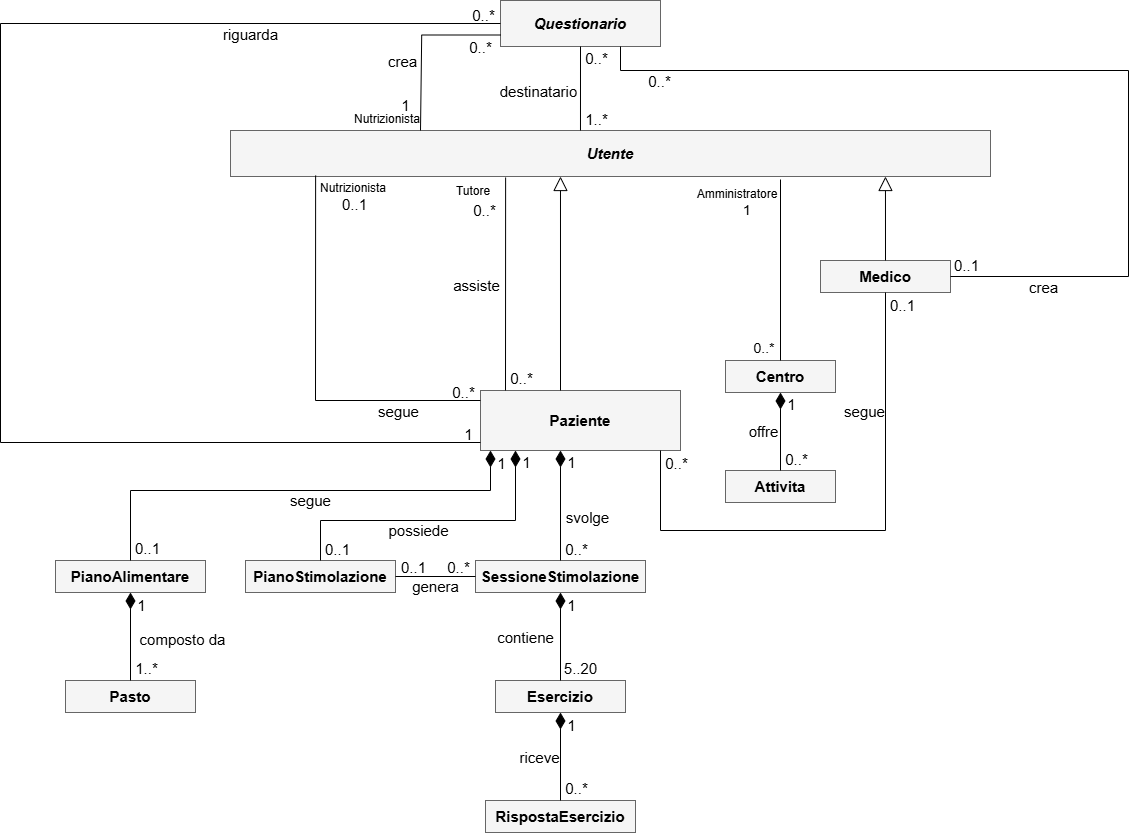 0..*
Questionario
riguarda
0..*
0..*
crea
0..*
destinatario
1
Nutrizionista
1..*
Utente
Nutrizionista
0..1
Tutore
0..*
Amministratore
1
assiste
Medico
0..1
crea
0..1
0..*
Centro
0..*
0..*
segue
1
segue
Paziente
1
offre
0..*
1
1
1
0..*
Attivita
segue
possiede
svolge
0..1
0..1
0..*
PianoAlimentare
PianoStimolazione
0..1
0..*
genera
SessioneStimolazione
1
1
composto da
contiene
1..*
5..20
Pasto
Esercizio
1
riceve
0..*
RispostaEsercizio